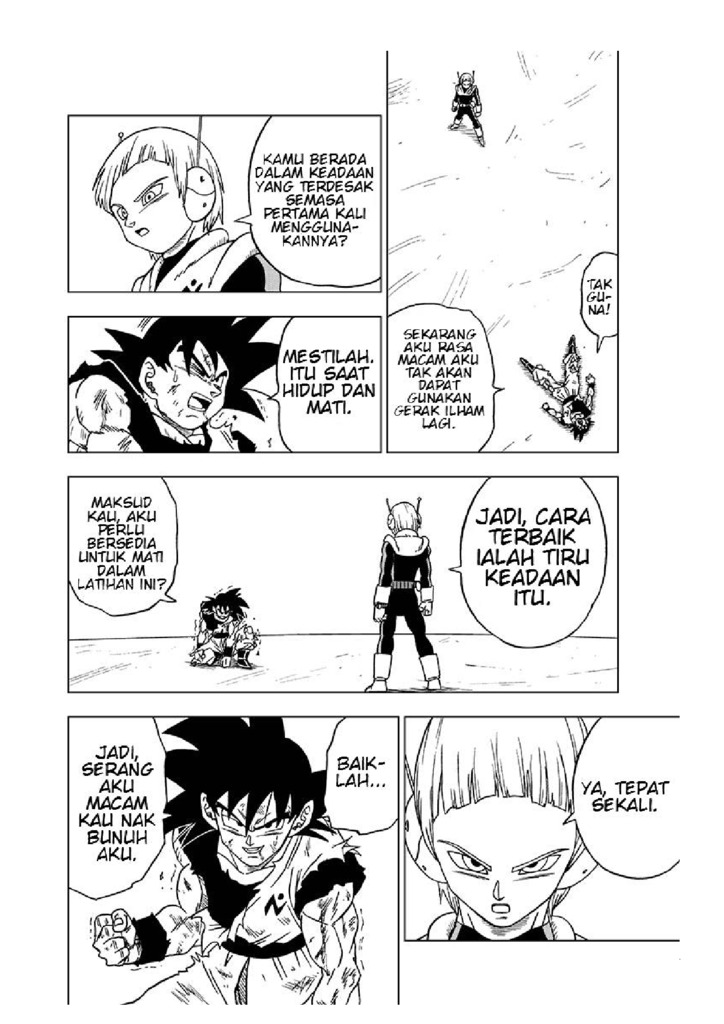 TAK
GU-
NA!
SEKARANG
AKU RASA
MACAM AKU
TAK AKAN
DAPAT
GUNAKAN
GERAK ILHAM
LAGI.
KAMU BERADA
DALAM KEADAAN
YANG TERDESAK
SEMASA
PERTAMA KALI
MENGGUNA-
KANNYA?
MESTILAH.
ITU SAAT
HIDUP DAN
MATI.
JADI, CARA
TERBAIK
IALAH TIRU
KEADAAN
ITU.
MAKSUD
KAU, AKU
PERLU
BERSEDIA
UNTUK MATI
DALAM
LATIHAN INI?
YA, TEPAT
SEKALI.
BAIK-
LAH...
JADI,
SERANG
AKU
MACAM
KAU NAK
BUNUH
AKU.